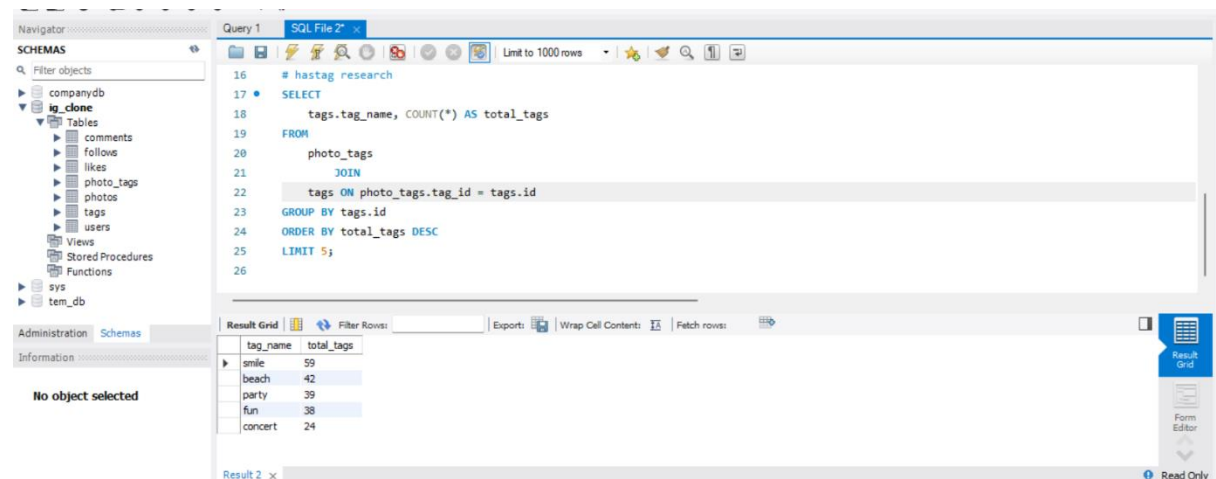 Navigator
SCHEMAS
Filter objects
companydb
ig_clone
Tables
comments
follows
likes
photo_tags
photos
tags
users
Views
Stored Procedures
Functions
sys
tem_db
Administration Schemas
Information
No object selected
Query 1 SQL File 2*
Limit to 1000 rows
16 # hastag research
17 SELECT
18 tags.tag_name, COUNT(*) AS total_tags
19 FROM
20 photo_tags
21 JOIN
22 tags ON photo_tags.tag_id = tags.id
23 GROUP BY tags.id
24 ORDER BY total_tags DESC
25 LIMIT 5;
26
Result Grid Filter Rows: Export: Wrap Cell Content: Fetch rows:
tag_name total_tags
smile 59
beach 42
party 39
fun 38
concert 24
Result
Grid
Form
Editor
Result 2 Read Only